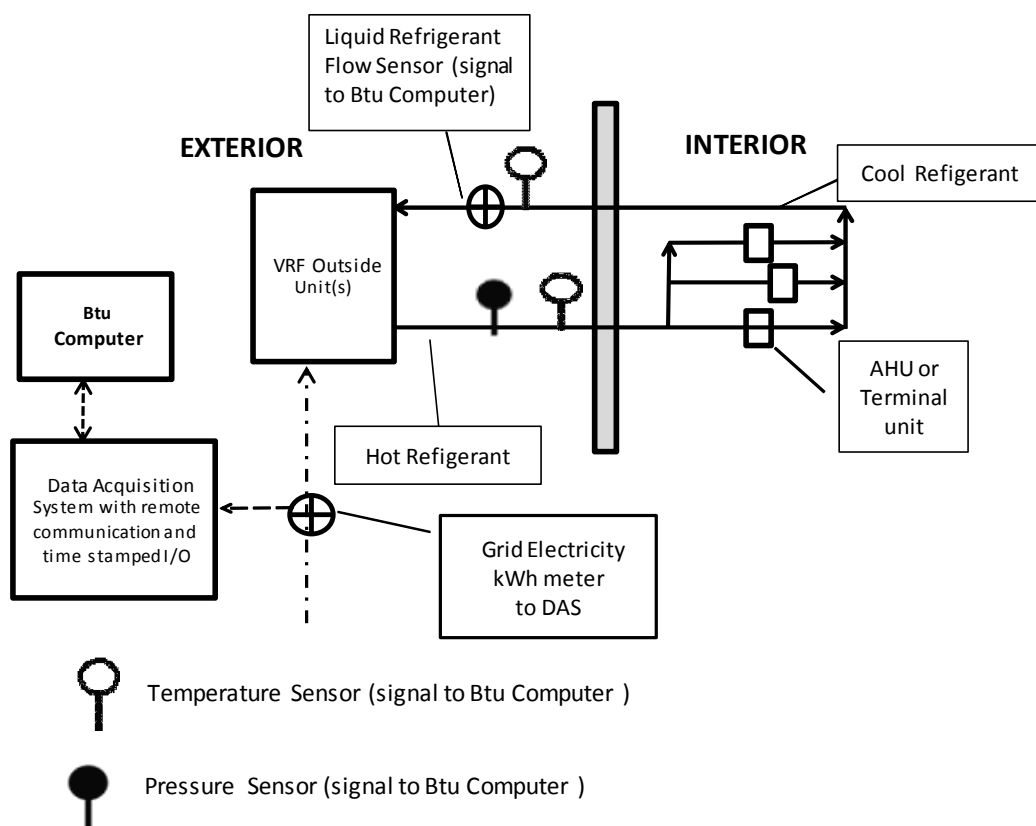 Liquid Refrigerant
Flow Sensor (signal
to Btu Computer)
EXTERIOR
INTERIOR
Cool Refigerant
VRF Outside
Unit(s)
Btu
Computer
AHU or
Terminal
unit
Hot Refigerant
Data Acquisition
System with remote
communication and
time stamped I/O
Grid Electricity
kWh meter
to DAS
Temperature Sensor (signal to Btu Computer )
Pressure Sensor (signal to Btu Computer )